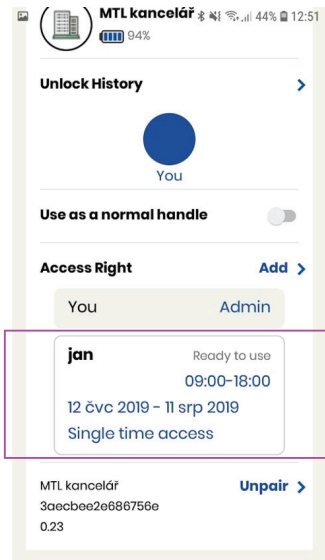 MTL kancelář 44% 12:51
94%
Unlock History
You
Use as a normal handle
Access Right Add
You Admin
jan Ready to use
09:00-18:00
12 čvc 2019 - 11 srp 2019
Single time access
MTL kancelář Unpair
3aecbee2e686756e
0.23